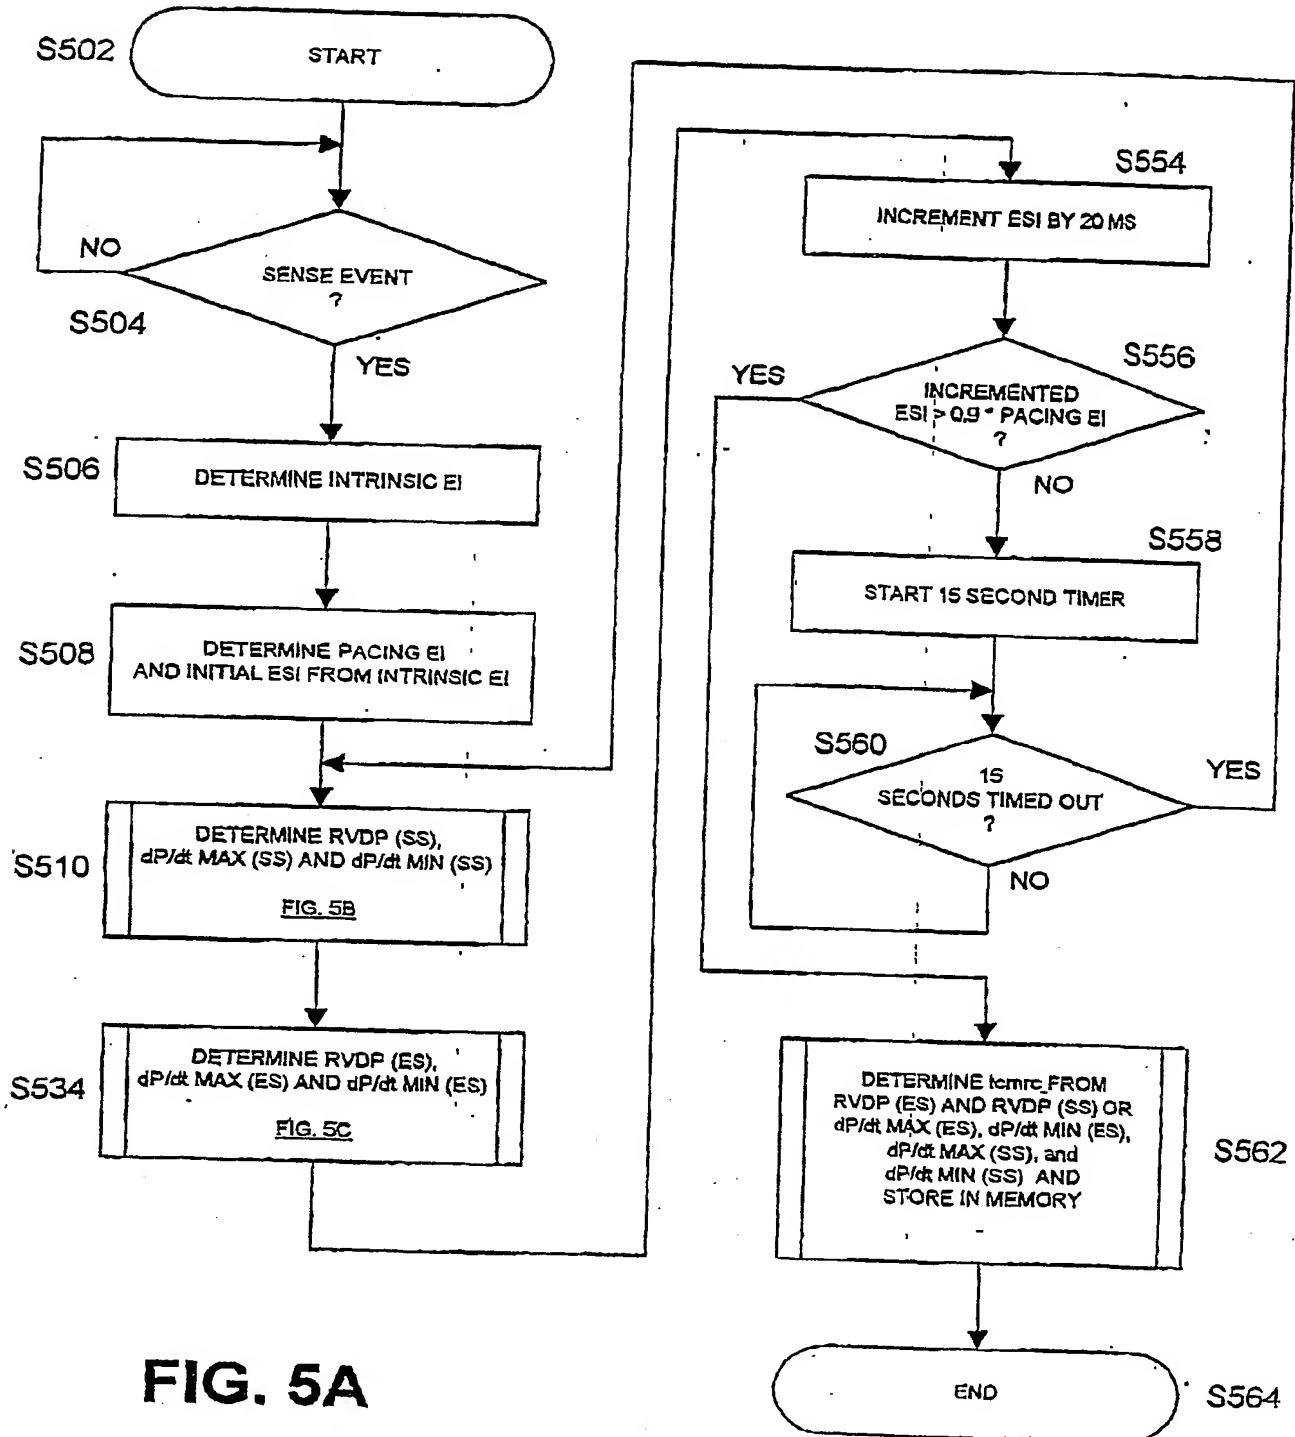 S502
START
NO
SENSE EVENT
?
S504
YES
S506
DETERMINE INTRINSIC EI
S508
DETERMINE PACING EI
AND INITIAL ESI FROM INTRINSIC EI
S510
DETERMINE RVDP (SS),
dP/dt MAX (SS) AND dP/dt MIN (SS)
FIG. 5B
S534
DETERMINE RVDP (ES),
dP/dt MAX (ES) AND dP/dt MIN (ES)
FIG. 5C
S554
INCREMENT ESI BY 20 MS
S556
YES
INCREMENTED
ESI > 0.9 * PACING EI
?
NO
S558
START 15 SECOND TIMER
S560
15
SECONDS TIMED OUT
?
YES
NO
DETERMINE tcmrc FROM
RVDP (ES) AND RVDP (SS) OR
dP/dt MAX (ES), dP/dt MIN (ES),
dP/dt MAX (SS), and
dP/dt MIN (SS) AND
STORE IN MEMORY
S562
END
S564
FIG. 5A